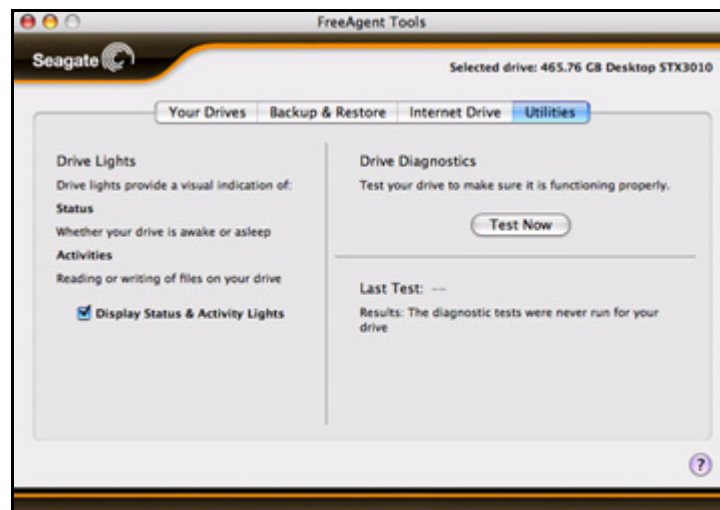 FreeAgent Tools
Seagate
Selected drive: 465.76 GB Desktop STX3010
Your Drives Backup & Restore Internet Drive Utilities
Drive Lights
Drive lights provide a visual indication of:
Status
Whether your drive is awake or asleep
Activities
Reading or writing of files on your drive
Display Status & Activity Lights
Drive Diagnostics
Test your drive to make sure it is functioning properly.
Test Now
Last Test: --
Results: The diagnostic tests were never run for your
drive
?